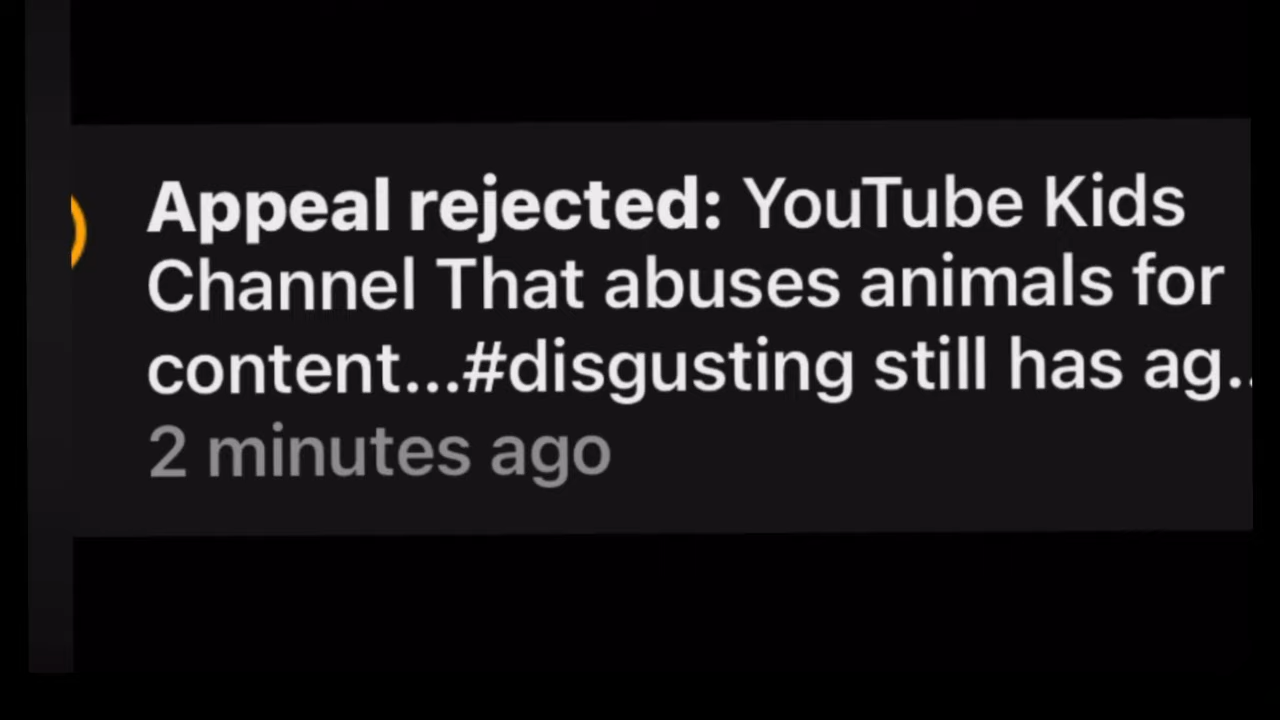 Appeal rejected: YouTube Kids
Channel That abuses animals for
content...#disgusting still has ag..
2 minutes ago